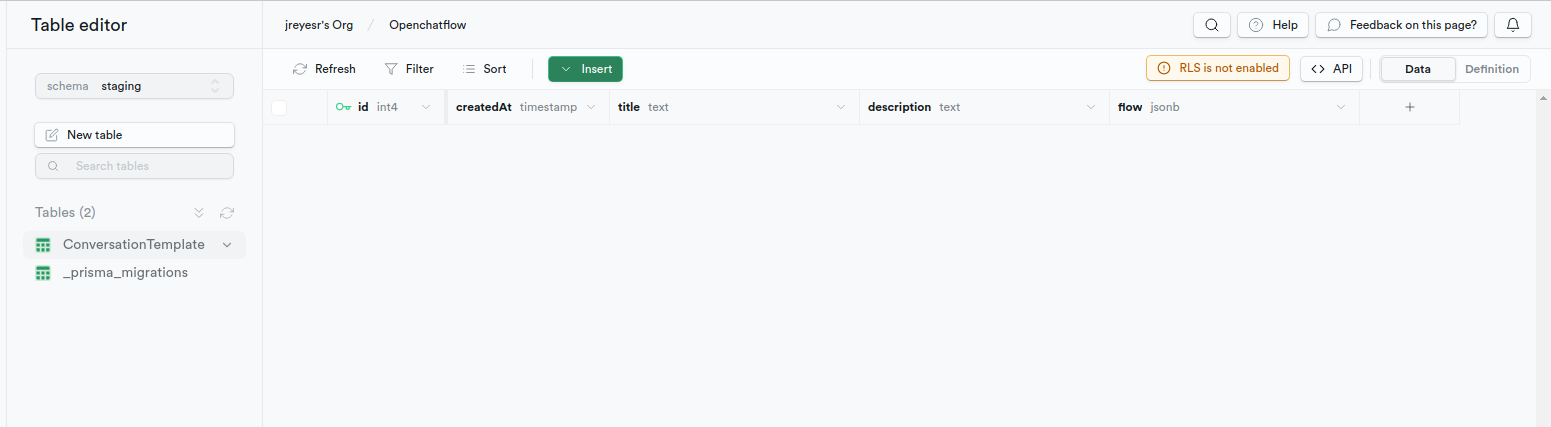 Table editor
jreyesr's Org / Openchatflow
Help
Feedback on this page?
schema staging
New table
Search tables
Tables (2)
ConversationTemplate
_prisma_migrations
Refresh Filter Sort Insert
RLS is not enabled
<> API
Data Definition
id int4 createdAt timestamp title text description text flow jsonb +